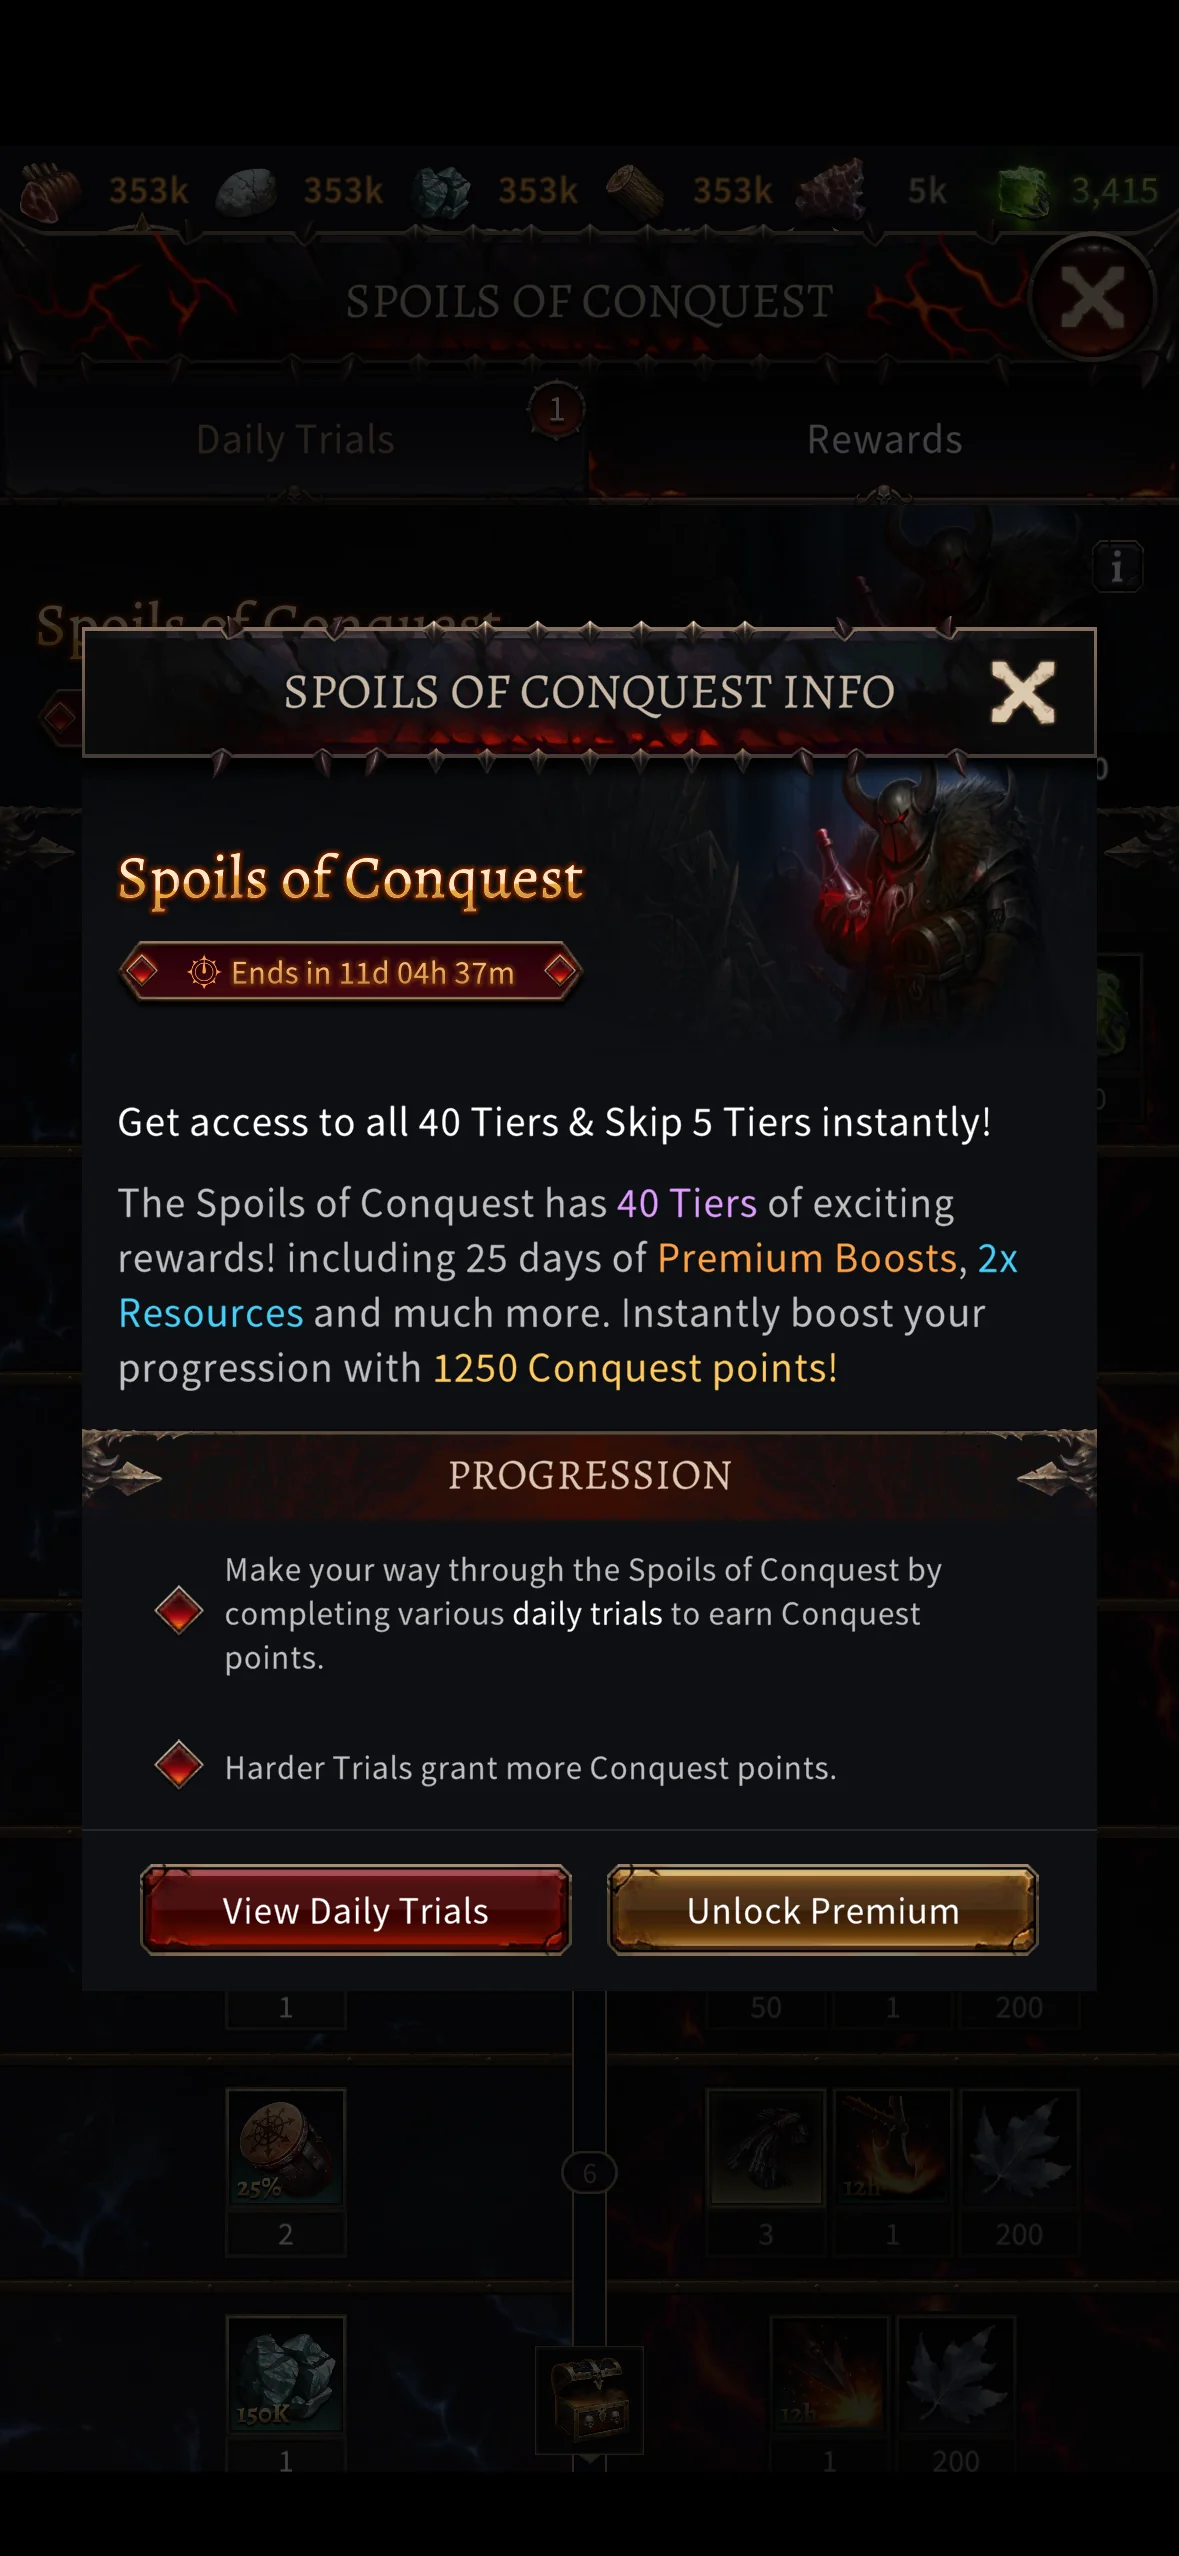 353k 353k 353k 353k 5k 3,415
SPOILS OF CONQUEST
1
Daily Trials Rewards
i
Spoils of Conquest
SPOILS OF CONQUEST INFO
Spoils of Conquest
Ends in 11d 04h 37m
Get access to all 40 Tiers & Skip 5 Tiers instantly!
The Spoils of Conquest has 40 Tiers of exciting
rewards! including 25 days of Premium Boosts, 2x
Resources and much more. Instantly boost your
progression with 1250 Conquest points!
PROGRESSION
Make your way through the Spoils of Conquest by
completing various daily trials to earn Conquest
points.
Harder Trials grant more Conquest points.
View Daily Trials Unlock Premium
1 50 1 200
25% 6 12h
2 3 1 200
150K 12h
1 1 200